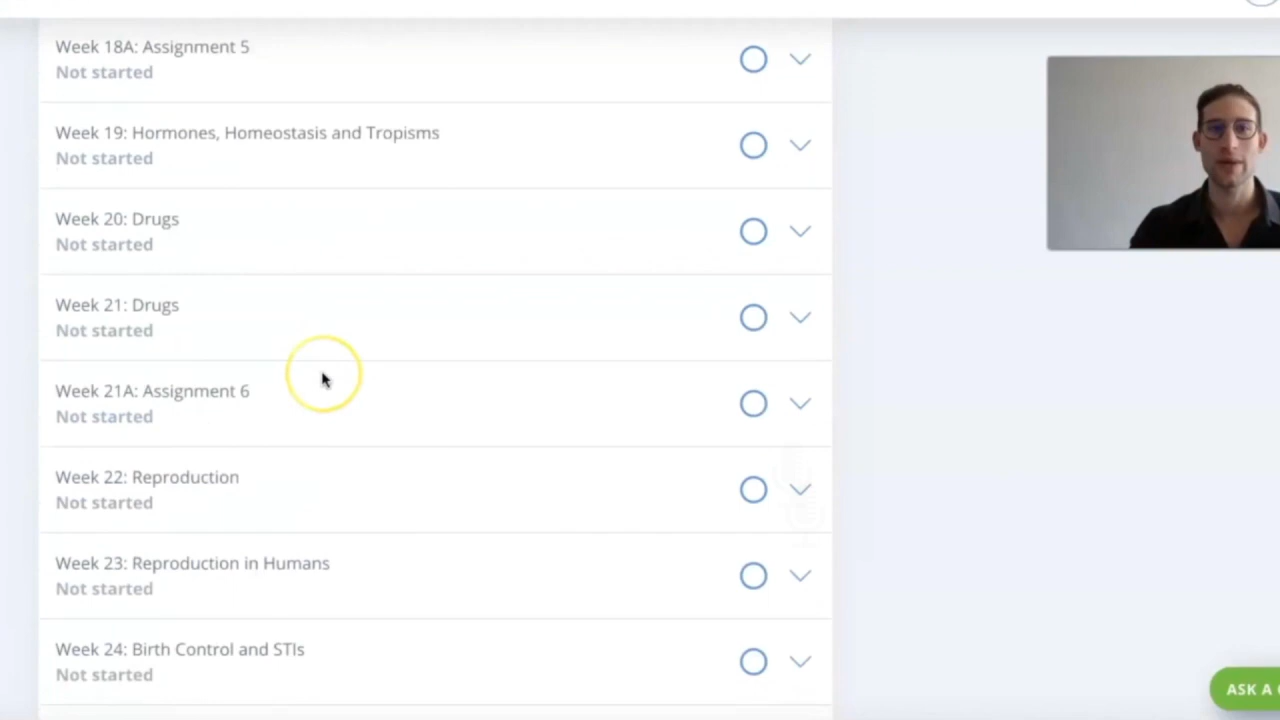 Week 18A: Assignment 5
Not started
Week 19: Hormones, Homeostasis and Tropisms
Not started
Week 20: Drugs
Not started
Week 21: Drugs
Not started
Week 21A: Assignment 6
Not started
Week 22: Reproduction
Not started
Week 23: Reproduction in Humans
Not started
Week 24: Birth Control and STIs
Not started
ASK A